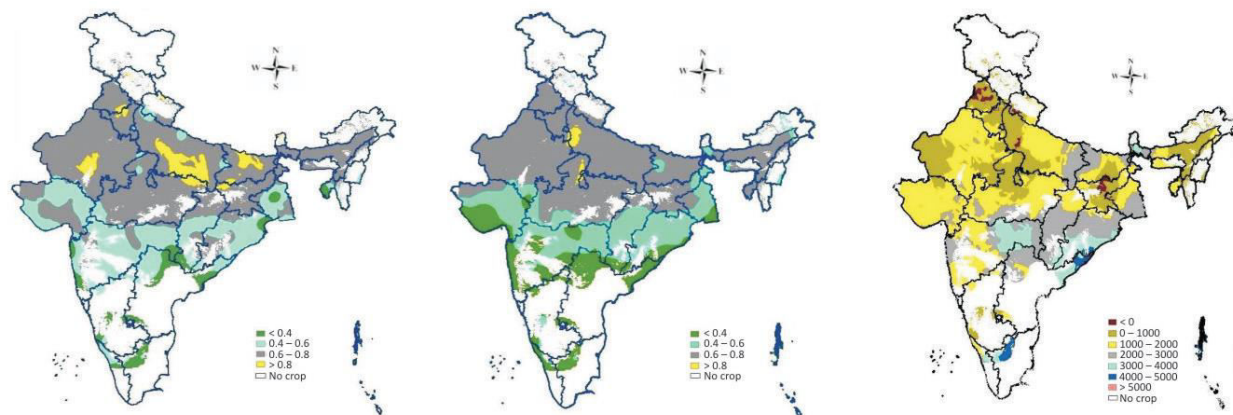 N
W E
S
< 0.4
0.4 – 0.6
0.6 – 0.8
> 0.8
No crop
N
W E
S
< 0.4
0.4 – 0.6
0.6 – 0.8
> 0.8
No crop
N
W E
S
< 0
0 – 1000
1000 – 2000
2000 – 3000
3000 – 4000
4000 – 5000
> 5000
No crop